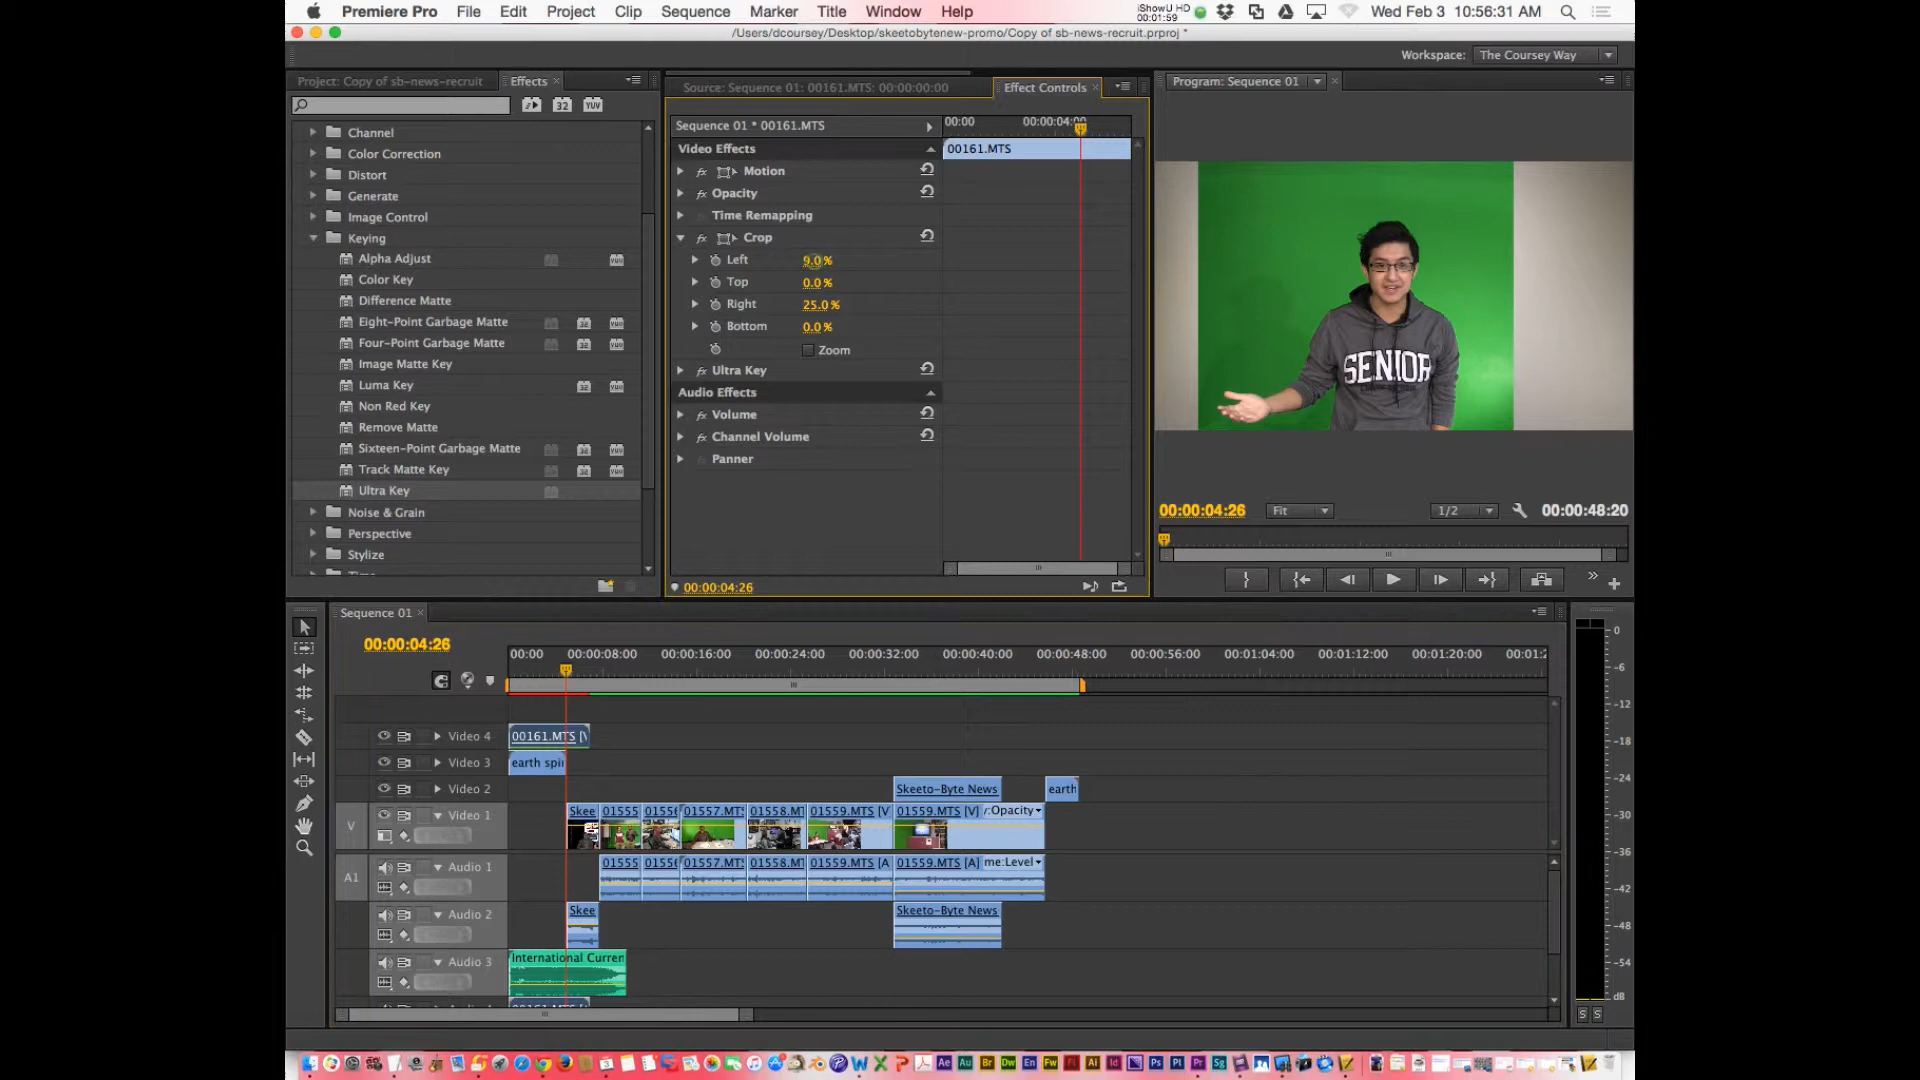 Premiere Pro File Edit Project Clip Sequence Marker Title Window Help
iShowU HD
00:01:59
Wed Feb 3 10:56:31 AM
/Users/dcoursey/Desktop/skeetobytenew-promo/Copy of sb-news-recruit.prproj *
Workspace: The Coursey Way
Project: Copy of sb-news-recruit Effects ×
Source: Sequence 01: 00161.MTS: 00:00:00:00 Effect Controls ×
Program: Sequence 01
32 YUV
Channel
Color Correction
Distort
Generate
Image Control
Keying
Alpha Adjust
Color Key
Difference Matte
Eight-Point Garbage Matte
Four-Point Garbage Matte
Image Matte Key
Luma Key
Non Red Key
Remove Matte
Sixteen-Point Garbage Matte
Track Matte Key
Ultra Key
Noise & Grain
Perspective
Stylize
Sequence 01 * 00161.MTS
00:00 00:00:04:00
Video Effects
00161.MTS
fx Motion
fx Opacity
Time Remapping
fx Crop
Left 9.0 %
Top 0.0 %
Right 25.0 %
Bottom 0.0 %
Zoom
fx Ultra Key
Audio Effects
fx Volume
fx Channel Volume
fx Panner
00:00:04:26
SENIOR
00:00:04:26 Fit 1/2 00:00:48:20
Sequence 01 ×
00:00:04:26
00:00 00:00:08:00 00:00:16:00 00:00:24:00 00:00:32:00 00:00:40:00 00:00:48:00 00:00:56:00 00:01:04:00 00:01:12:00 00:01:20:00 00:01:2
Video 4 00161.MTS [V
Video 3 earth spi
Video 2 Skeeto-Byte News earth
Video 1 Skee 01555 01556 01557.MTS 01558.MT 01559.MTS [V 01559.MTS [V] y:Opacity
V
Audio 1 01555 01556 01557.MTS 01558.MT 01559.MTS [A 01559.MTS [A] me:Level
A1
Audio 2 Skee Skeeto-Byte News
Audio 3 International Curren
00161.MTS [
0
-6
-12
-18
-24
-30
-36
-42
-48
-54
dB
S S